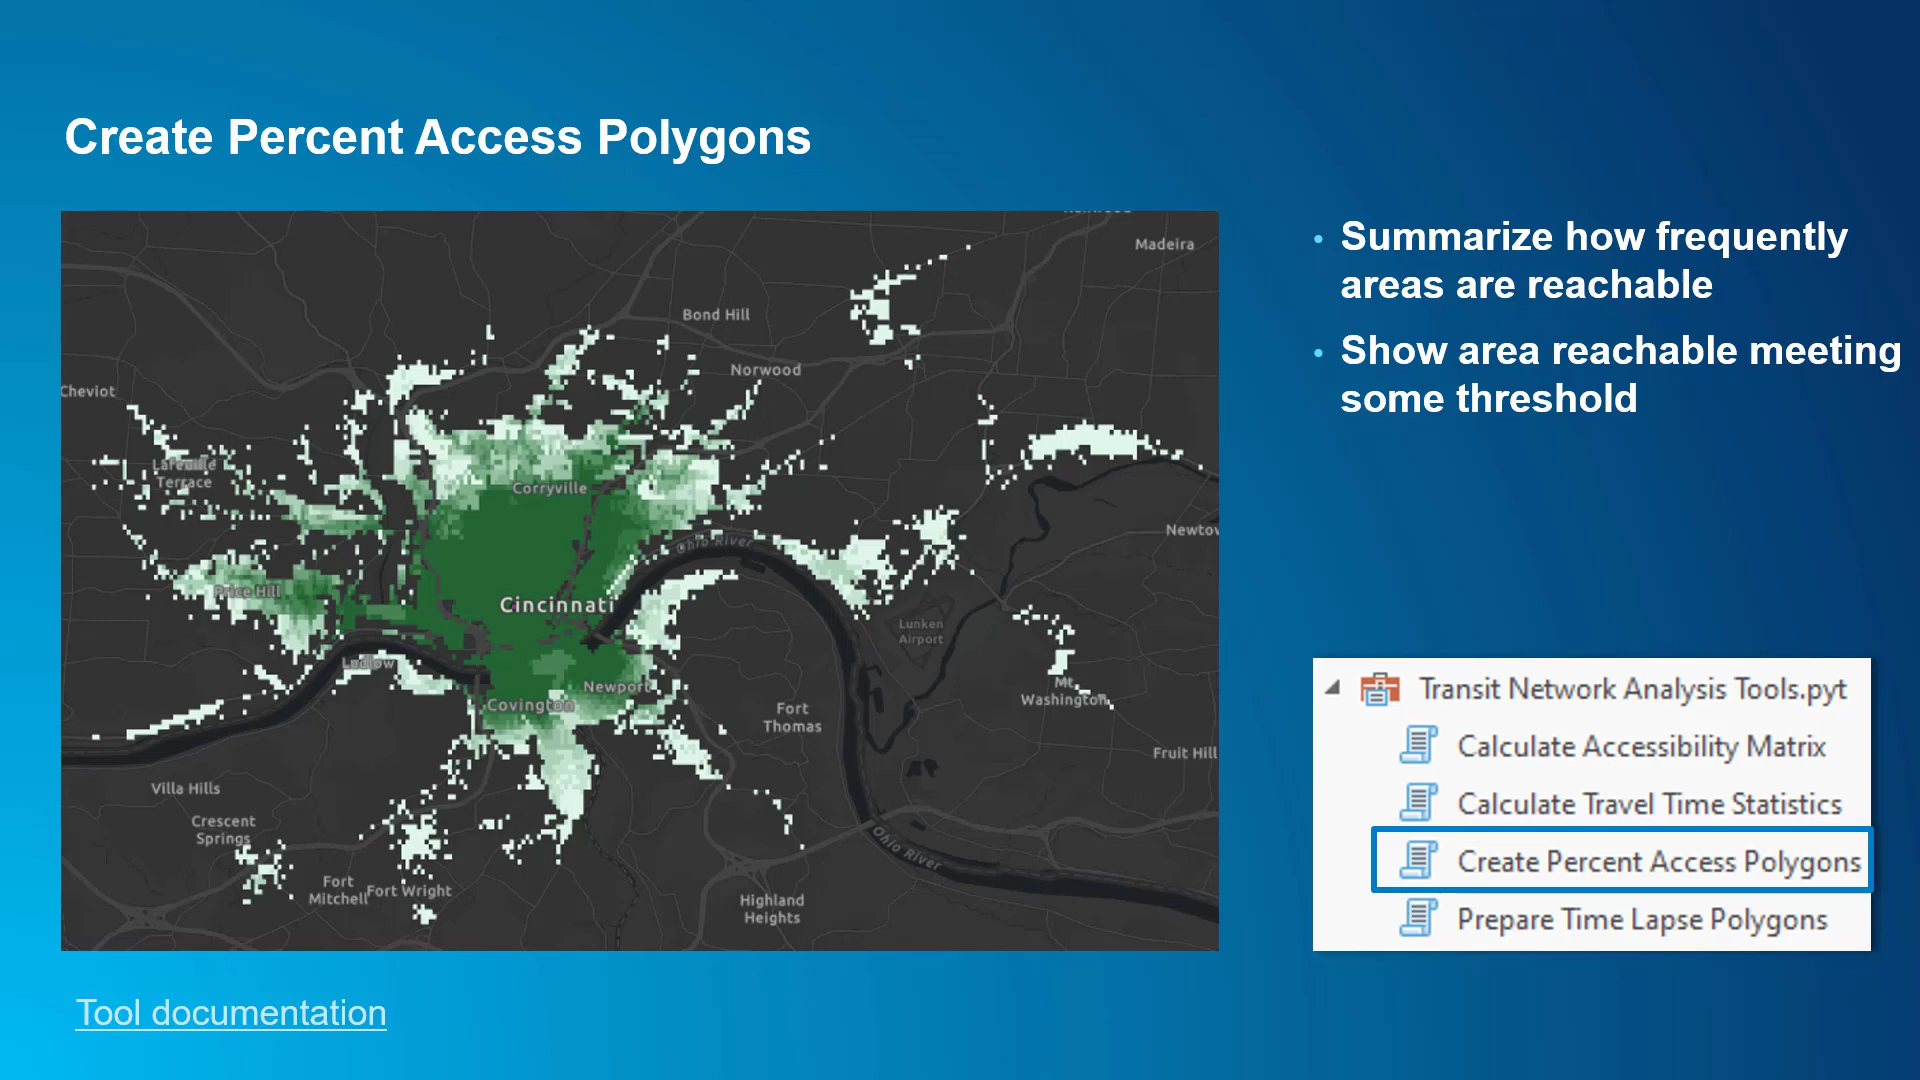 Create Percent Access Polygons
Madeira
Bond Hill
Norwood
Cheviot
Terrace
Corryville
Newtow
Ohio River
Price Hill
Cincinnati
Lunken
Airport
Ludlow
Newport
Mt
Washington
Covington
Fort
Thomas
Fruit Hill
Villa Hills
Crescent
Springs
Ohio River
Fort
Mitchell
Fort Wright
Highland
Heights
• Summarize how frequently
areas are reachable
• Show area reachable meeting
some threshold
Transit Network Analysis Tools.pyt
Calculate Accessibility Matrix
Calculate Travel Time Statistics
Create Percent Access Polygons
Prepare Time Lapse Polygons
Tool documentation